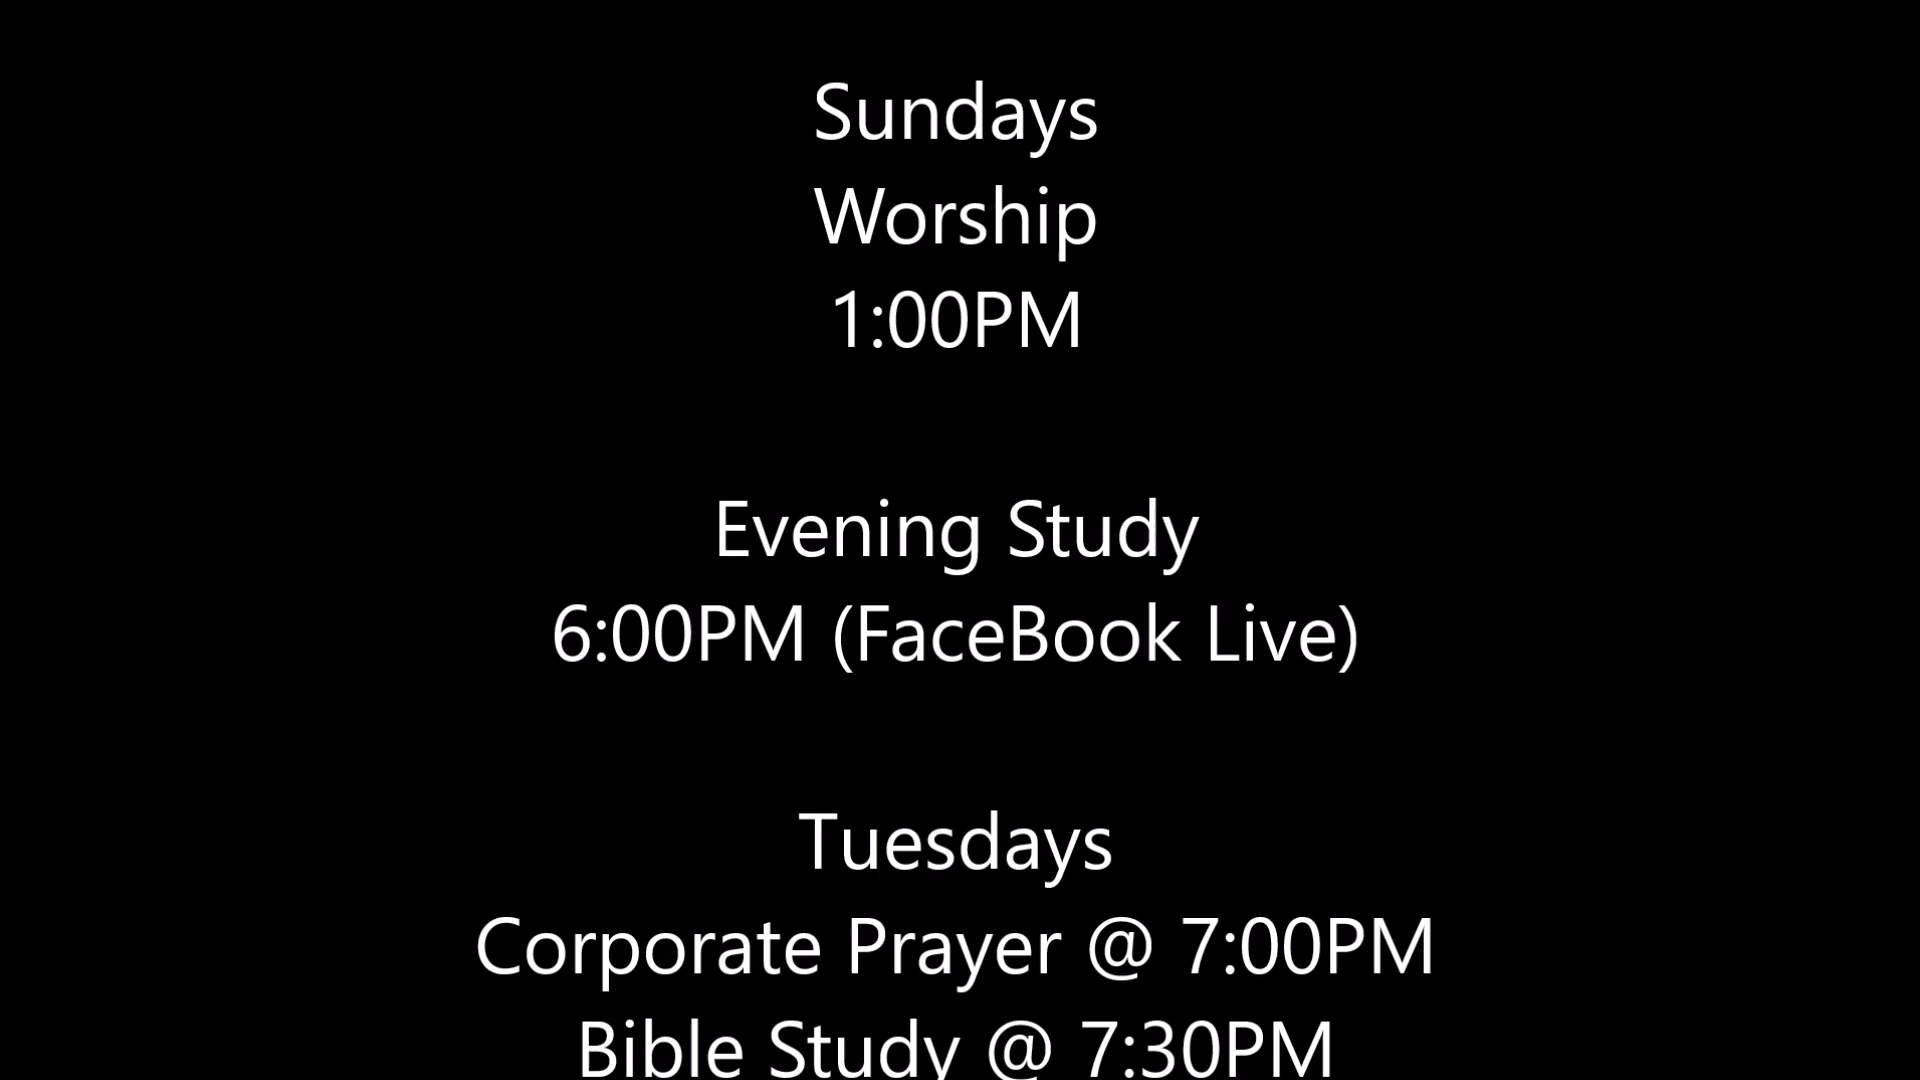 Sundays
Worship
1:00PM
Evening Study
6:00PM (FaceBook Live)
Tuesdays
Corporate Prayer @ 7:00PM
Bible Study @ 7:30PM